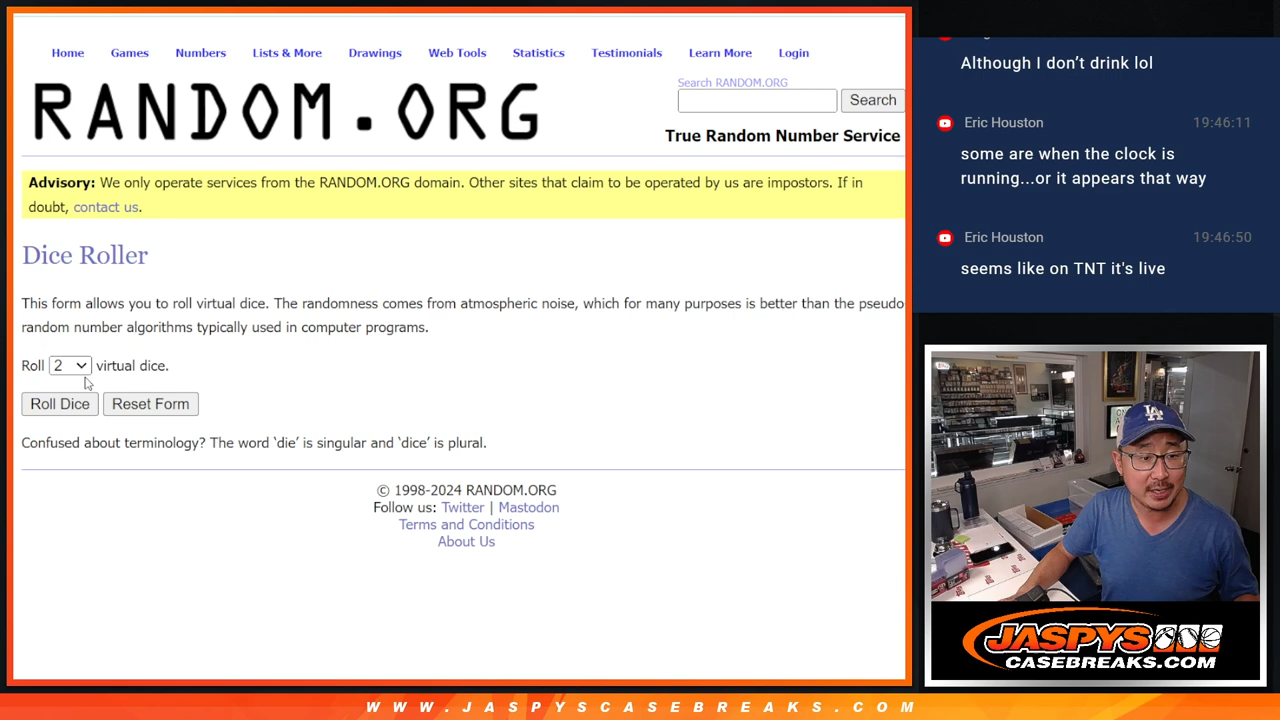 Home Games Numbers Lists & More Drawings Web Tools Statistics Testimonials Learn More Login
RANDOM.ORG
Search RANDOM.ORG
Search
True Random Number Service
Advisory: We only operate services from the RANDOM.ORG domain. Other sites that claim to be operated by us are impostors. If in
doubt, contact us.
Dice Roller
This form allows you to roll virtual dice. The randomness comes from atmospheric noise, which for many purposes is better than the pseudo-
random number algorithms typically used in computer programs.
Roll 2 virtual dice.
Roll Dice Reset Form
Confused about terminology? The word ‘die’ is singular and ‘dice’ is plural.
© 1998-2024 RANDOM.ORG
Follow us: Twitter | Mastodon
Terms and Conditions
About Us
Although I don’t drink lol
Eric Houston 19:46:11
some are when the clock is
running...or it appears that way
Eric Houston 19:46:50
seems like on TNT it's live
LA
JASPYS
CASEBREAKS.COM
WWW.JASPYSCASEBREAKS.COM